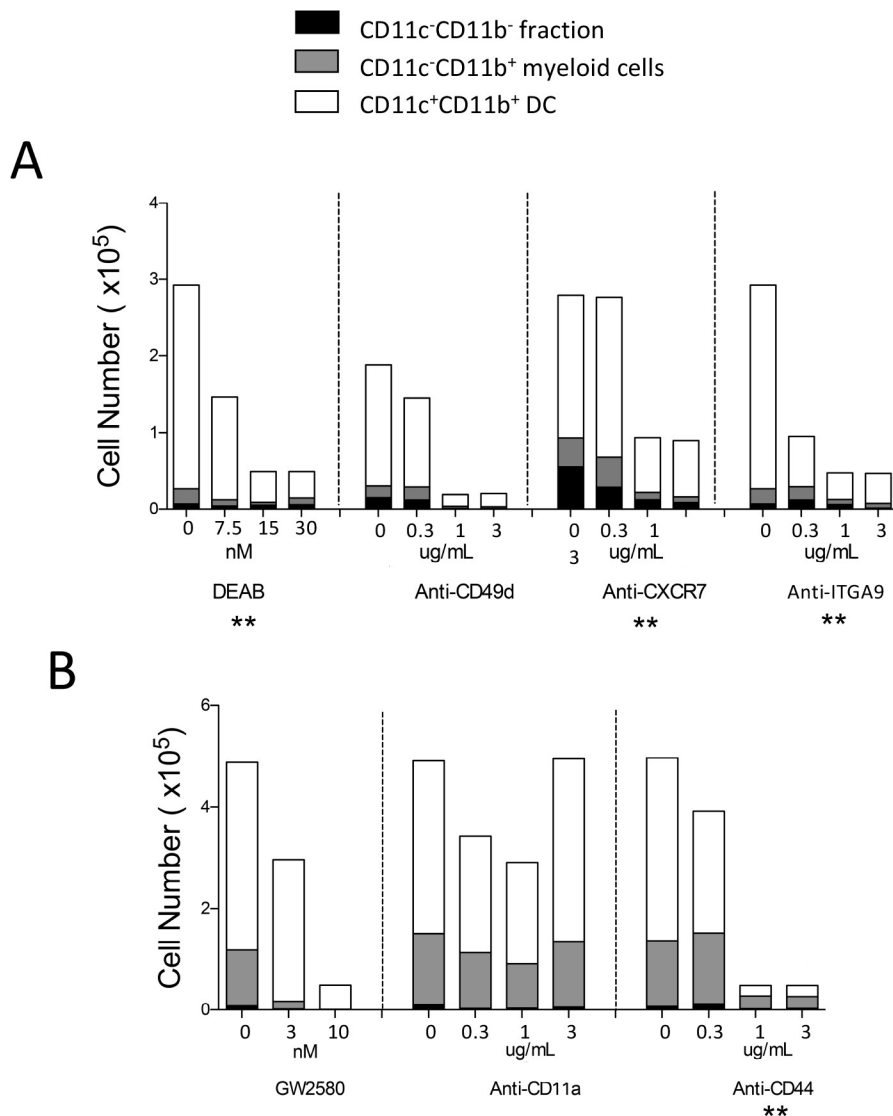 CD11c⁻CD11b⁻ fraction
CD11c⁻CD11b⁺ myeloid cells
CD11c⁺CD11b⁺ DC
A
Cell Number ( x10⁵)
4
3
2
1
0
0 7.5 15 30 0 0.3 1 3 0 0.3 1 0 0.3 1 3
nM ug/mL 3 ug/mL ug/mL
DEAB Anti-CD49d Anti-CXCR7 Anti-ITGA9
** ** **
B
Cell Number ( x10⁵)
6
4
2
0
0 3 10 0 0.3 1 3 0 0.3 1 3
nM ug/mL ug/mL
GW2580 Anti-CD11a Anti-CD44
**